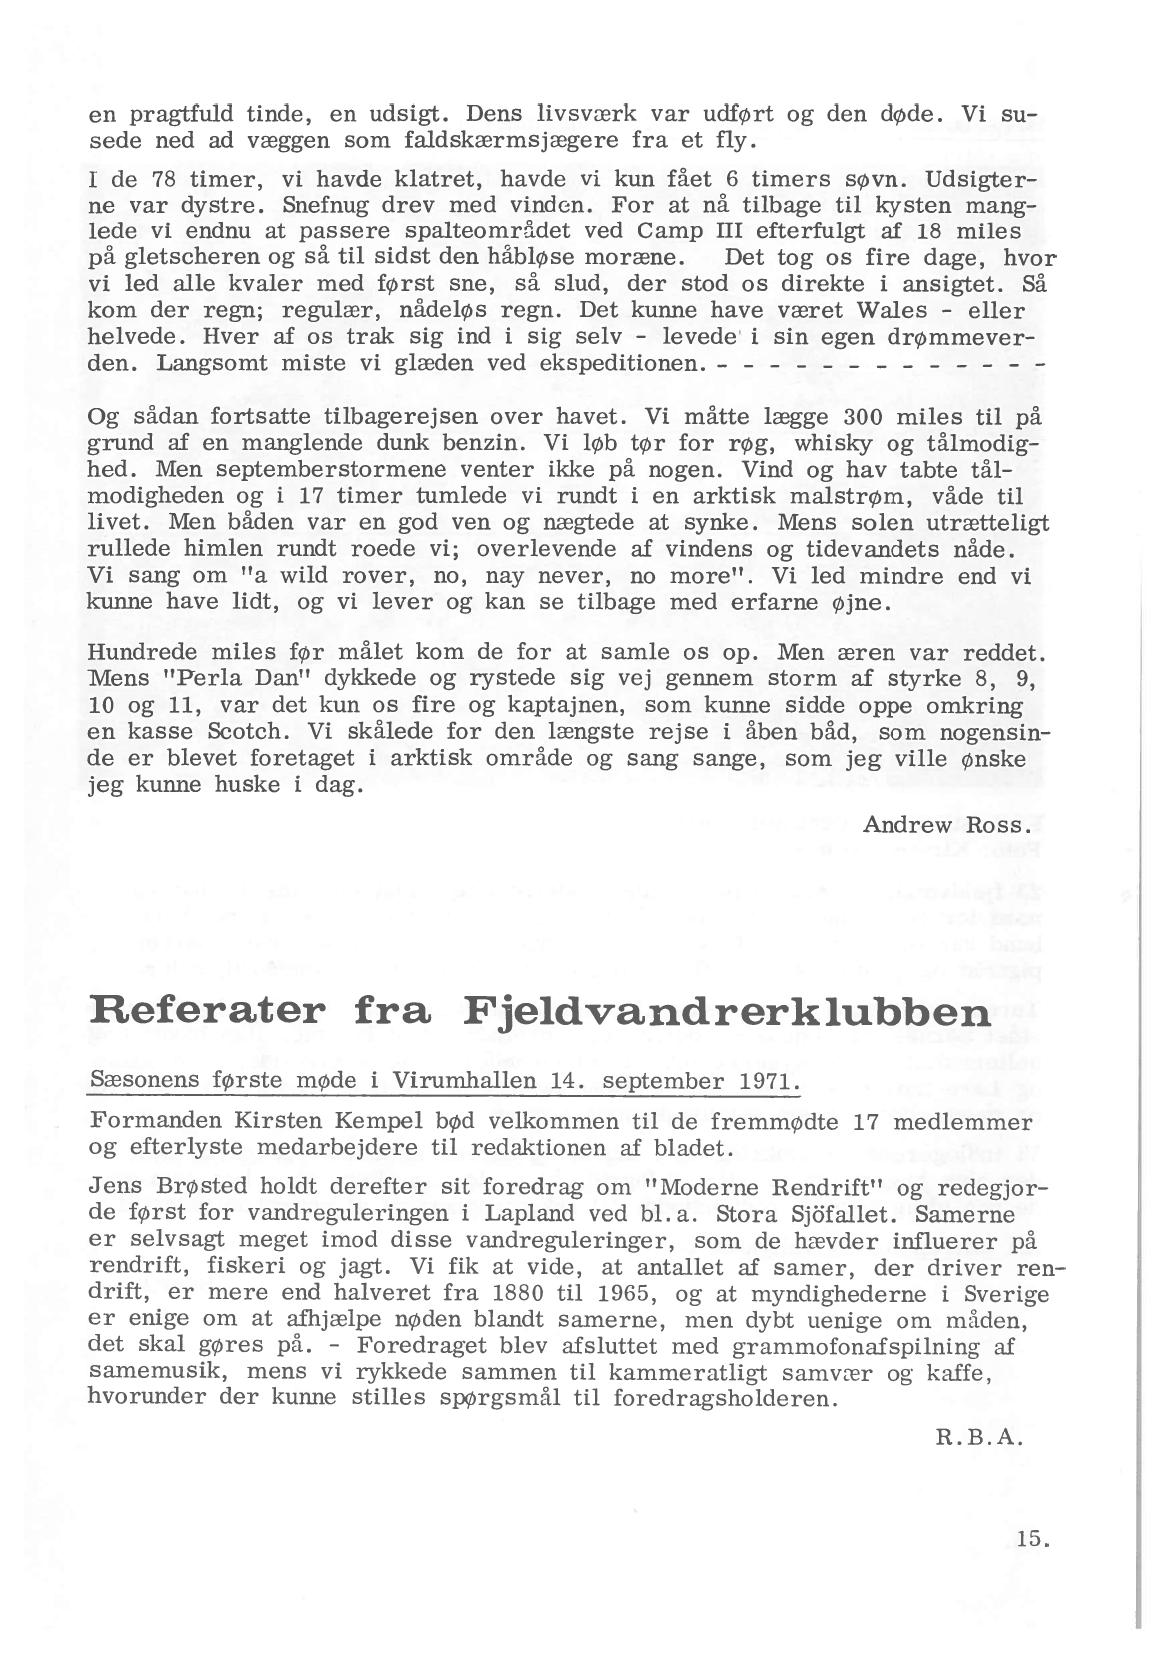 en pragtfuld tinde, en udsigt. Dens livsværk var udført og den døde. Vi su-
sede ned ad væggen som faldskærmsjægere fra et fly.
I de 78 timer, vi havde klatret, havde vi kun fået 6 timers søvn. Udsigter-
ne var dystre. Snefnug drev med vinden. For at nå tilbage til kysten mang-
lede vi endnu at passere spalteområdet ved Camp III efterfulgt af 18 miles
på gletscheren og så til sidst den håbløse moræne. Det tog os fire dage, hvor
vi led alle kvaler med først sne, så slud, der stod os direkte i ansigtet. Så
kom der regn; regulær, nådeløs regn. Det kunne have været Wales - eller
helvede. Hver af os trak sig ind i sig selv - levede i sin egen drømmever-
den. Langsomt miste vi glæden ved ekspeditionen. - - - - - - - - - - - - -
Og sådan fortsatte tilbagerejsen over havet. Vi måtte lægge 300 miles til på
grund af en manglende dunk benzin. Vi løb tør for røg, whisky og tålmodig-
hed. Men septemberstormene venter ikke på nogen. Vind og hav tabte tål-
modigheden og i 17 timer tumlede vi rundt i en arktisk malstrøm, våde til
livet. Men båden var en god ven og nægtede at synke. Mens solen utrætteligt
rullede himlen rundt roede vi; overlevende af vindens og tidevandets nåde.
Vi sang om "a wild rover, no, nay never, no more". Vi led mindre end vi
kunne have lidt, og vi lever og kan se tilbage med erfarne øjne.
Hundrede miles før målet kom de for at samle os op. Men æren var reddet.
Mens "Perla Dan" dykkede og rystede sig vej gennem storm af styrke 8, 9,
10 og 11, var det kun os fire og kaptajnen, som kunne sidde oppe omkring
en kasse Scotch. Vi skålede for den længste rejse i åben båd, som nogensin-
de er blevet foretaget i arktisk område og sang sange, som jeg ville ønske
jeg kunne huske i dag.
Andrew Ross.
Referater fra Fjeldvandrerklubben
Sæsonens første møde i Virumhallen 14. september 1971.
Formanden Kirsten Kempel bød velkommen til de fremmødte 17 medlemmer
og efterlyste medarbejdere til redaktionen af bladet.
Jens Brøsted holdt derefter sit foredrag om "Moderne Rendrift" og redegjor-
de først for vandreguleringen i Lapland ved bl.a. Stora Sjöfallet. Samerne
er selvsagt meget imod disse vandreguleringer, som de hævder influerer på
rendrift, fiskeri og jagt. Vi fik at vide, at antallet af samer, der driver ren-
drift, er mere end halveret fra 1880 til 1965, og at myndighederne i Sverige
er enige om at afhjælpe nøden blandt samerne, men dybt uenige om måden,
det skal gøres på. - Foredraget blev afsluttet med grammofonafspilning af
samemusik, mens vi rykkede sammen til kammeratligt samvær og kaffe,
hvorunder der kunne stilles spørgsmål til foredragsholderen.
R.B.A.
15.